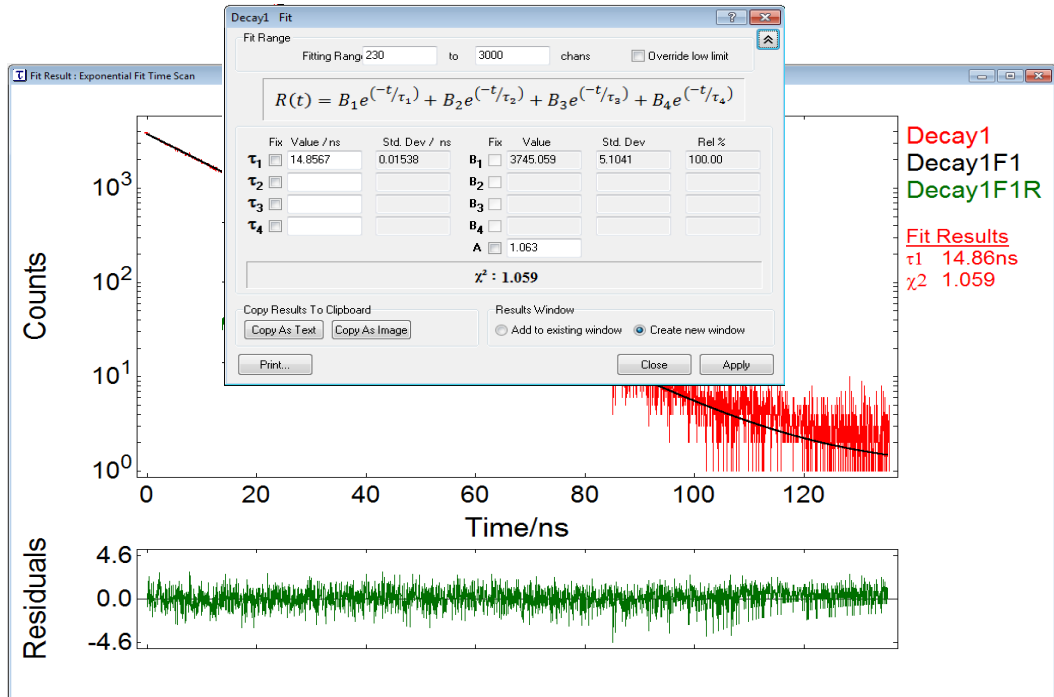 Decay1 Fit
Fit Range
Fitting Rang 230 to 3000 chans Override low limit
Fit Result : Exponential Fit Time Scan
R(t) = B₁e^(−t/τ₁) + B₂e^(−t/τ₂) + B₃e^(−t/τ₃) + B₄e^(−t/τ₄)
Fix Value / ns Std. Dev / ns Fix Value Std. Dev Rel %
τ₁ 14.8567 0.01538 B₁ 3745.059 5.1041 100.00
τ₂ B₂
τ₃ B₃
τ₄ B₄
A 1.063
χ² : 1.059
Copy Results To Clipboard
Results Window
Copy As Text Copy As Image
Add to existing window Create new window
Print... Close Apply
Decay1
Decay1F1
Decay1F1R
Fit Results
τ1 14.86ns
χ2 1.059
Counts
10³
10²
10¹
10⁰
0 20 40 60 80 100 120
Time/ns
Residuals
4.6
0.0
-4.6